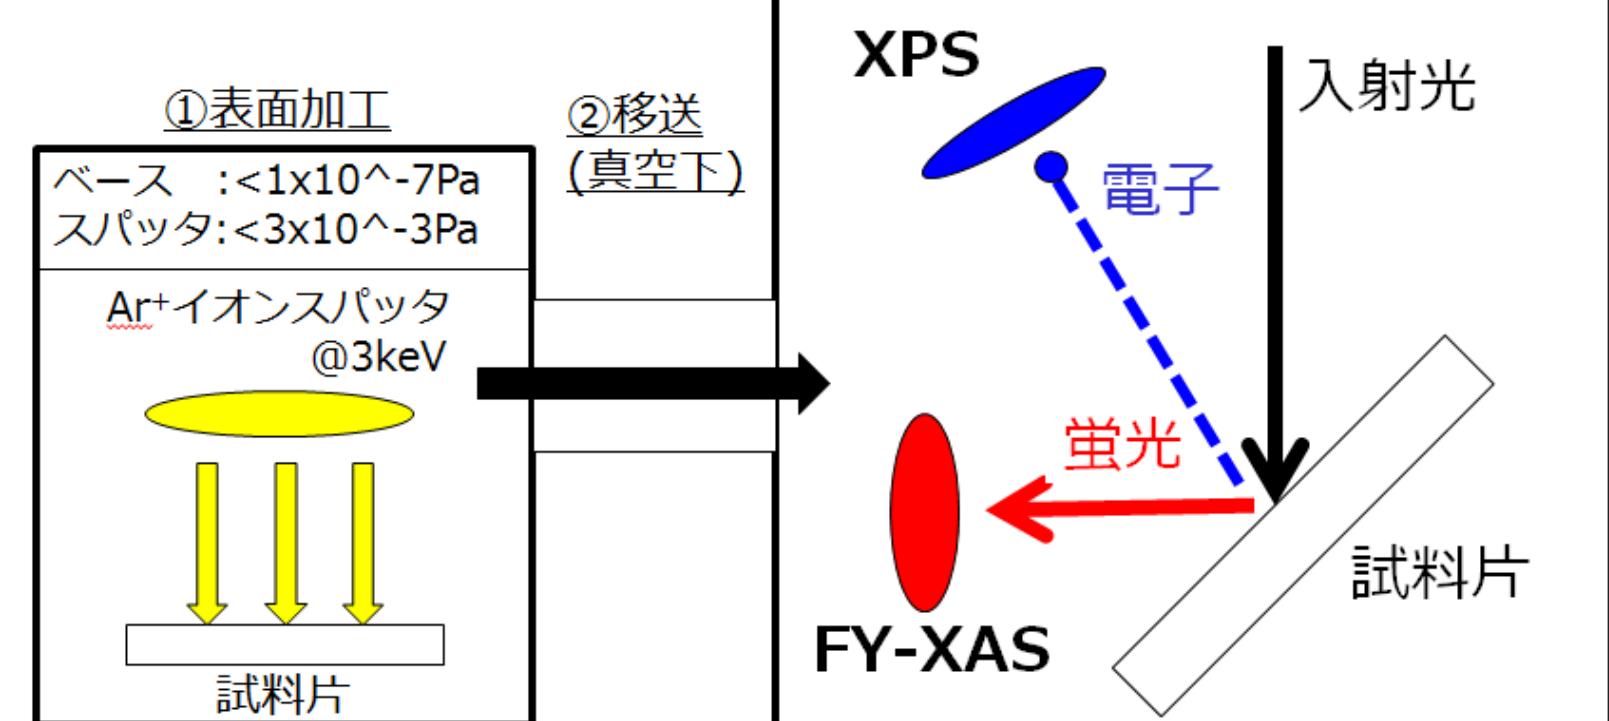 ①表面加工
ベース　:<1x10^-7Pa
スパッタ:<3x10^-3Pa
Ar⁺イオンスパッタ
@3keV
試料片
②移送
(真空下)
XPS
入射光
電子
蛍光
FY-XAS
試料片